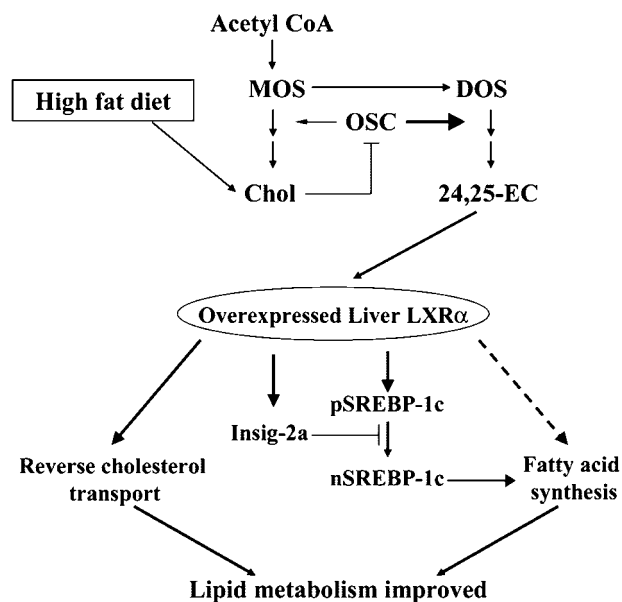 Acetyl CoA
MOS
DOS
High fat diet
OSC
Chol
24,25-EC
Overexpressed Liver LXRα
pSREBP-1c
Insig-2a
Reverse cholesterol
transport
nSREBP-1c
Fatty acid
synthesis
Lipid metabolism improved